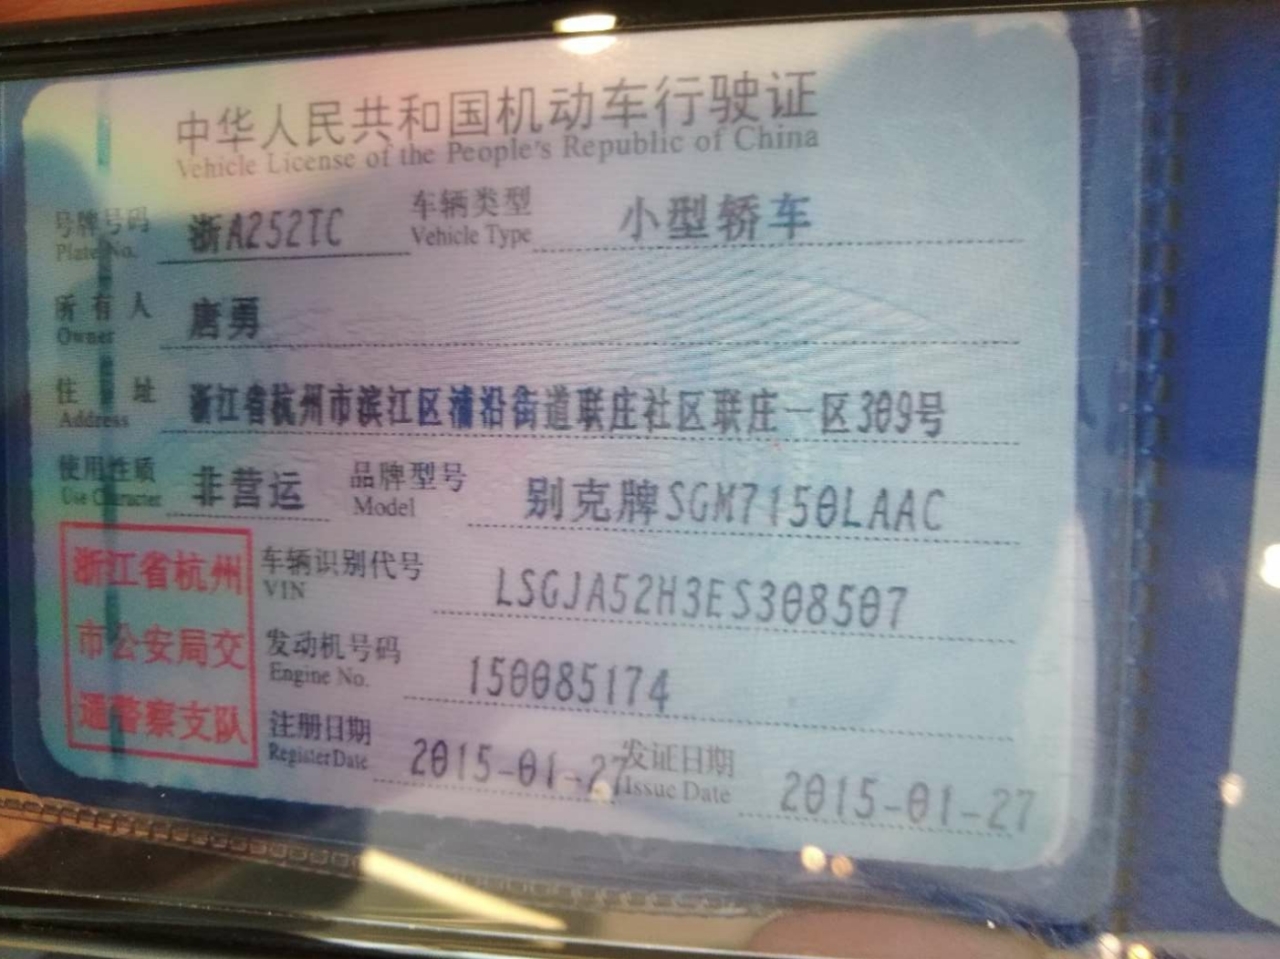 中华人民共和国机动车行驶证
Vehicle License of the People's Republic of China
号牌号码 浙A252TC 车辆类型 小型轿车
Plate No. Vehicle Type
所有人 唐勇
Owner
住址 浙江省杭州市滨江区浦沿街道联庄社区联庄一区309号
Address
使用性质 非营运 品牌型号 别克牌SGM7150LAAC
Use Character Model
浙江省杭州
市公安局交
通警察支队
车辆识别代号 LSGJA52H3ES308507
VIN
发动机号码 150085174
Engine No.
注册日期 2015-01-27 发证日期 2015-01-27
Register Date Issue Date